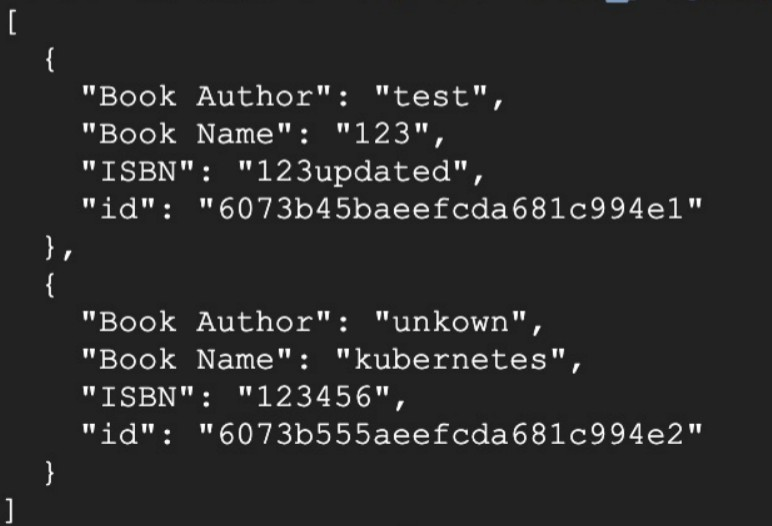 [
  {
    "Book Author": "test",
    "Book Name": "123",
    "ISBN": "123updated",
    "id": "6073b45baeefcda681c994e1"
  },
  {
    "Book Author": "unkown",
    "Book Name": "kubernetes",
    "ISBN": "123456",
    "id": "6073b555aeefcda681c994e2"
  }
]